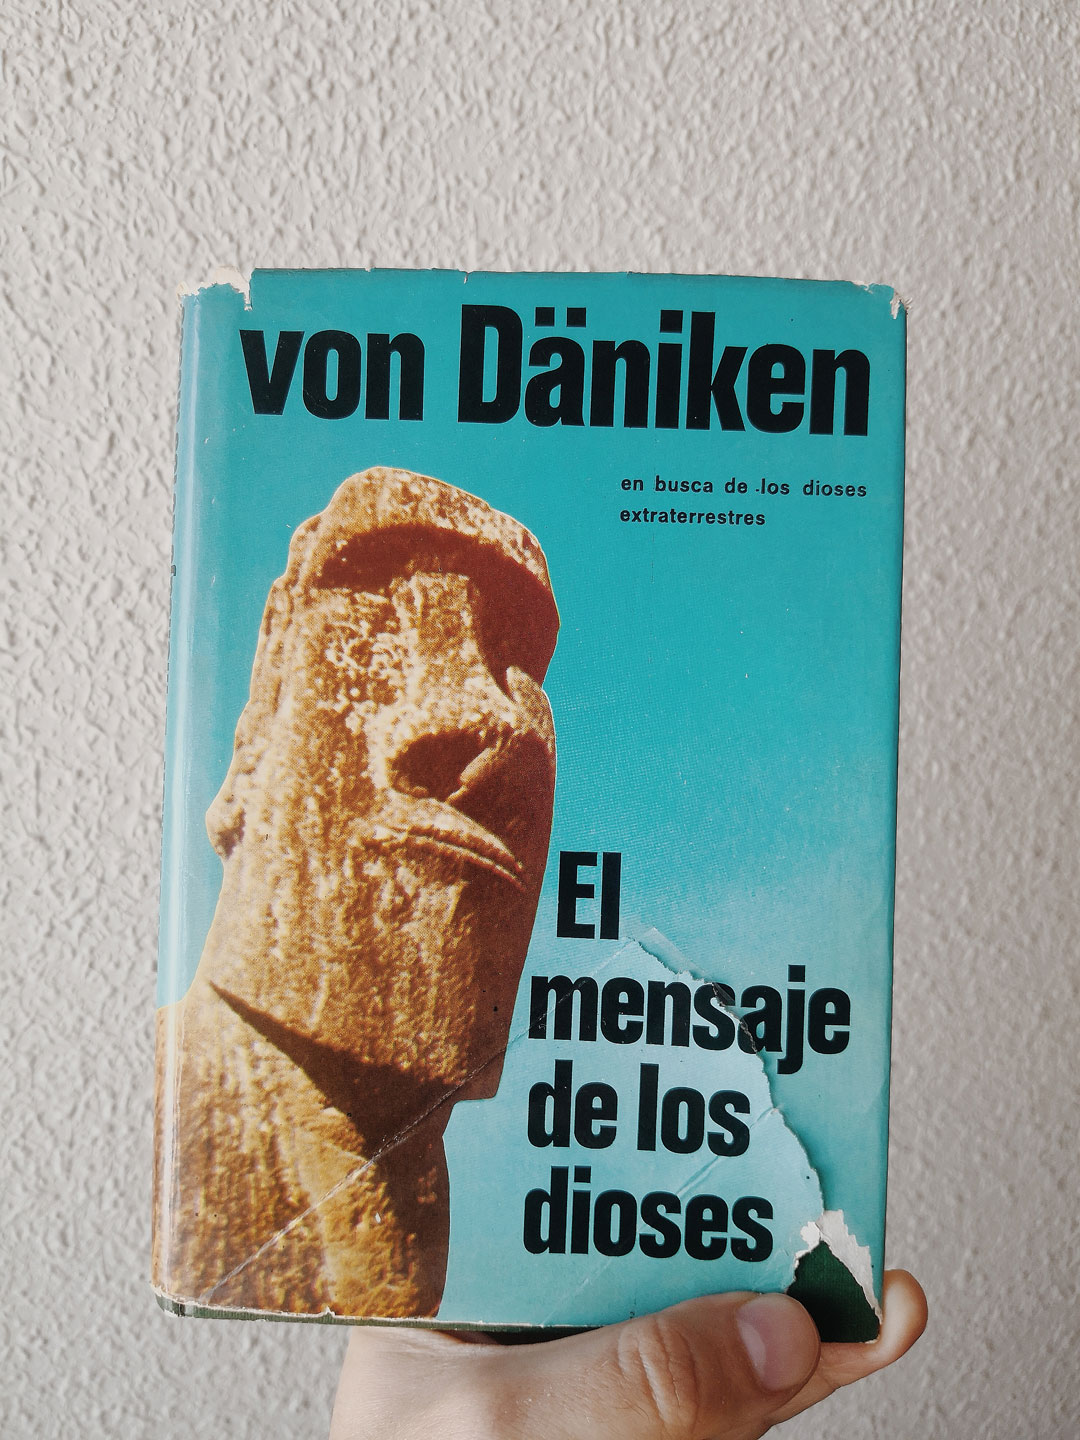 von Däniken
en busca de los dioses
extraterrestres
El
mensaje
de los
dioses